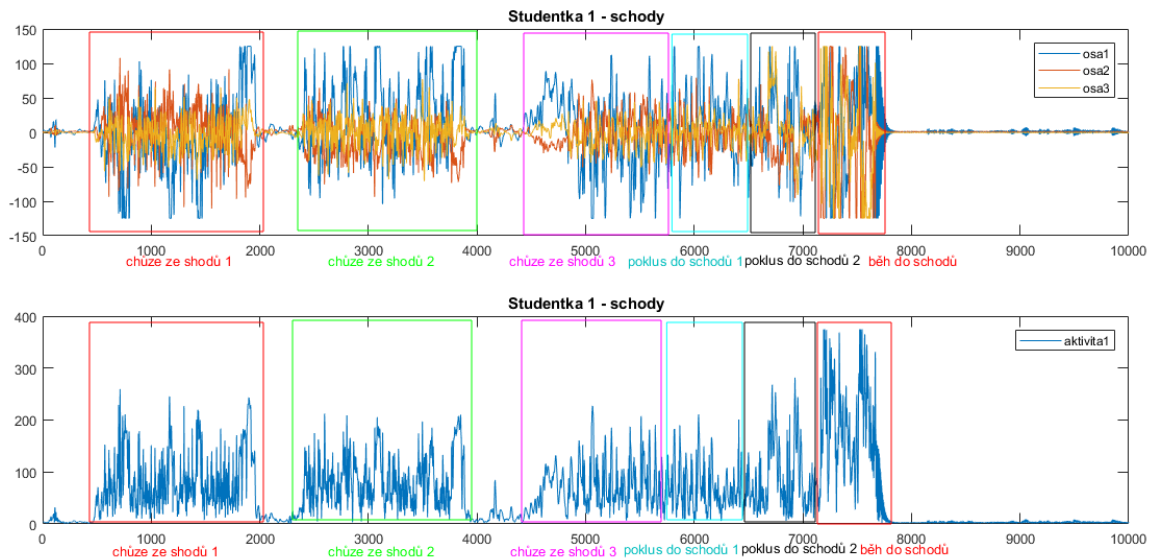 Studentka 1 - schody
150
100
50
0
-50
-100
-150
osa1
osa2
osa3
0 1000 2000 3000 4000 5000 6000 7000 8000 9000 10000
chůze ze shodů 1 chůze ze shodů 2 chůze ze shodů 3 poklus do schodů 1 poklus do schodů 2 běh do schodů
Studentka 1 - schody
400
300
200
100
0
aktivita1
0 1000 2000 3000 4000 5000 6000 7000 8000 9000 10000
chůze ze shodů 1 chůze ze shodů 2 chůze ze shodů 3 poklus do schodů 1 poklus do schodů 2 běh do schodů